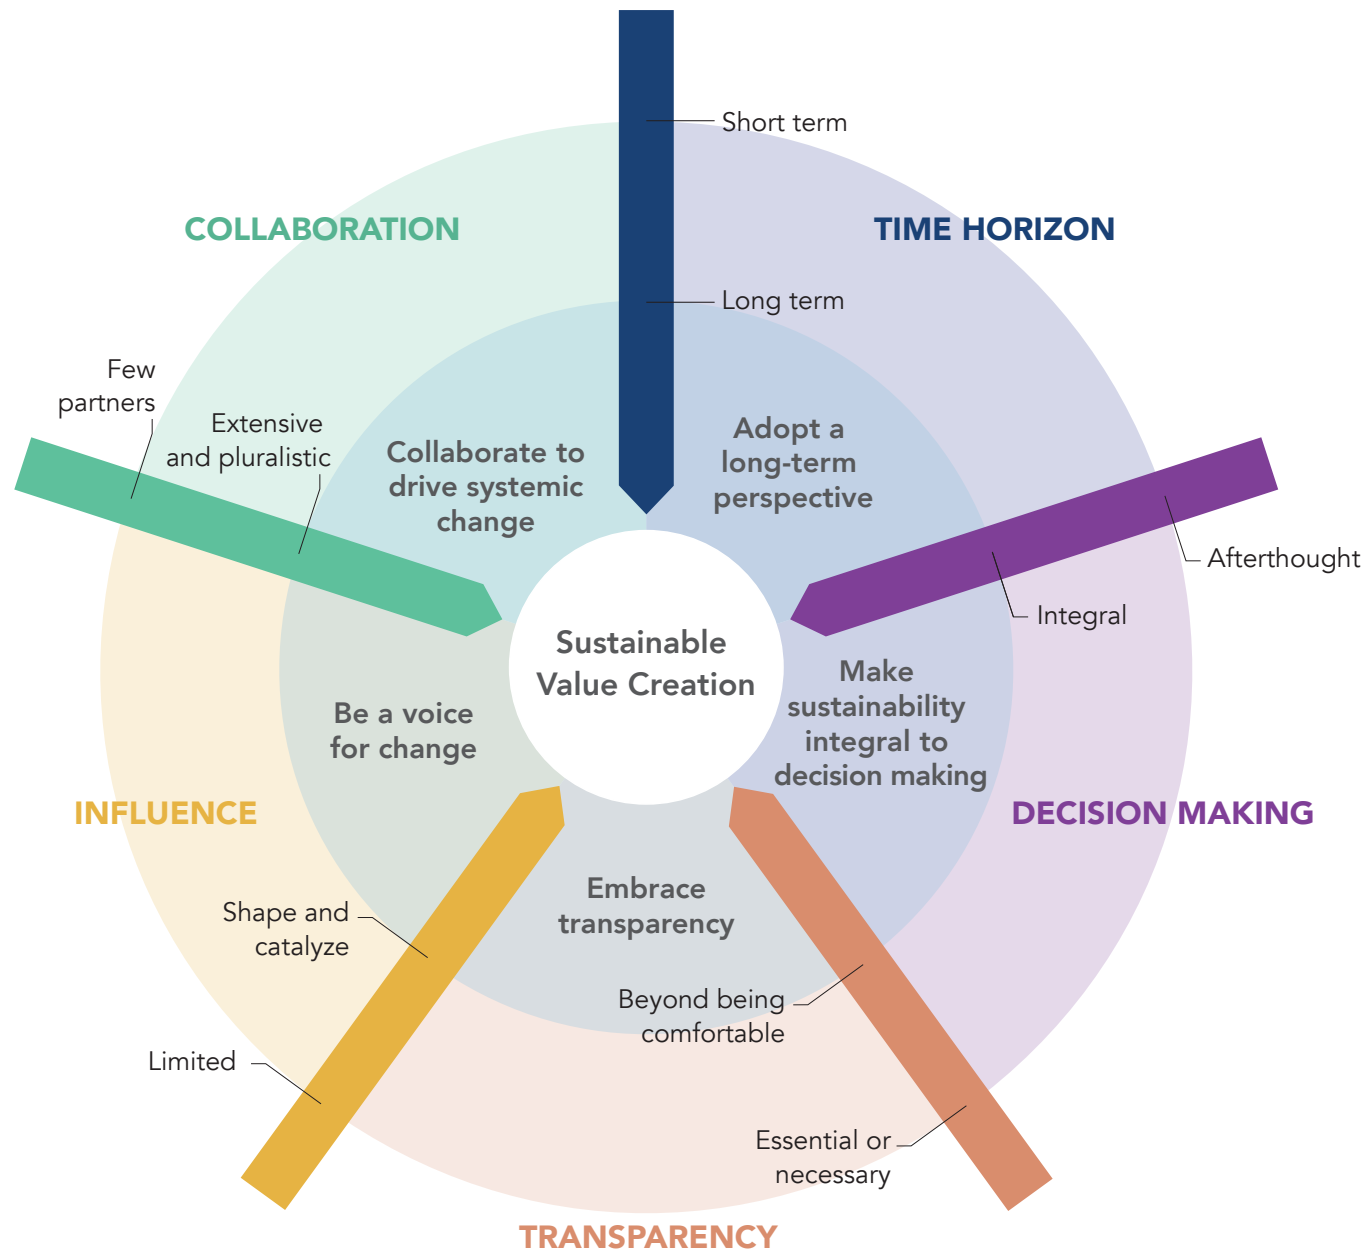 Short term
COLLABORATION
TIME HORIZON
Long term
Few
partners
Extensive
and pluralistic
Collaborate to
drive systemic
change
Adopt a
long-term
perspective
Afterthought
Integral
Sustainable
Value Creation
Make
sustainability
integral to
decision making
Be a voice
for change
INFLUENCE
DECISION MAKING
Embrace
transparency
Shape and
catalyze
Beyond being
comfortable
Limited
Essential or
necessary
TRANSPARENCY